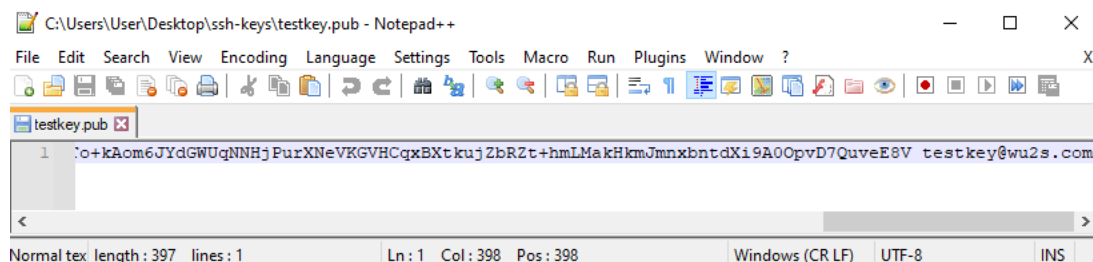 C:\Users\User\Desktop\ssh-keys\testkey.pub - Notepad++
File Edit Search View Encoding Language Settings Tools Macro Run Plugins Window ? X
testkey.pub
1 o+kAom6JYdGWUqNNHjPurXNeVKGVHCqxBXtkujZbRZt+hmLMakHkmJmnxbntdXi9A0OpvD7QuveE8V testkey@wu2s.com
Normal tex length : 397 lines : 1 Ln : 1 Col : 398 Pos : 398 Windows (CR LF) UTF-8 INS